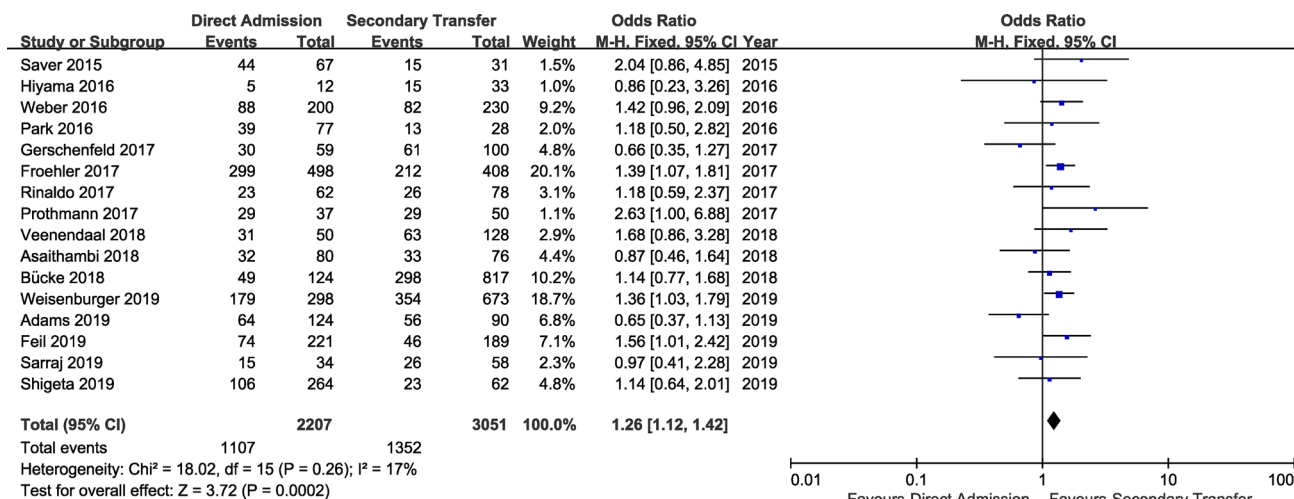 Direct Admission Secondary Transfer Odds Ratio Odds Ratio
Study or Subgroup Events Total Events Total Weight M-H. Fixed. 95% CI Year M-H. Fixed. 95% CI
Saver 2015 44 67 15 31 1.5% 2.04 [0.86, 4.85] 2015
Hiyama 2016 5 12 15 33 1.0% 0.86 [0.23, 3.26] 2016
Weber 2016 88 200 82 230 9.2% 1.42 [0.96, 2.09] 2016
Park 2016 39 77 13 28 2.0% 1.18 [0.50, 2.82] 2016
Gerschenfeld 2017 30 59 61 100 4.8% 0.66 [0.35, 1.27] 2017
Froehler 2017 299 498 212 408 20.1% 1.39 [1.07, 1.81] 2017
Rinaldo 2017 23 62 26 78 3.1% 1.18 [0.59, 2.37] 2017
Prothmann 2017 29 37 29 50 1.1% 2.63 [1.00, 6.88] 2017
Veenendaal 2018 31 50 63 128 2.9% 1.68 [0.86, 3.28] 2018
Asaithambi 2018 32 80 33 76 4.4% 0.87 [0.46, 1.64] 2018
Bücke 2018 49 124 298 817 10.2% 1.14 [0.77, 1.68] 2018
Weisenburger 2019 179 298 354 673 18.7% 1.36 [1.03, 1.79] 2019
Adams 2019 64 124 56 90 6.8% 0.65 [0.37, 1.13] 2019
Feil 2019 74 221 46 189 7.1% 1.56 [1.01, 2.42] 2019
Sarraj 2019 15 34 26 58 2.3% 0.97 [0.41, 2.28] 2019
Shigeta 2019 106 264 23 62 4.8% 1.14 [0.64, 2.01] 2019
Total (95% CI) 2207 3051 100.0% 1.26 [1.12, 1.42]
Total events 1107 1352
Heterogeneity: Chi² = 18.02, df = 15 (P = 0.26); I² = 17%
Test for overall effect: Z = 3.72 (P = 0.0002)
0.01 0.1 1 10 100
Favours Direct Admission Favours Secondary Transfer